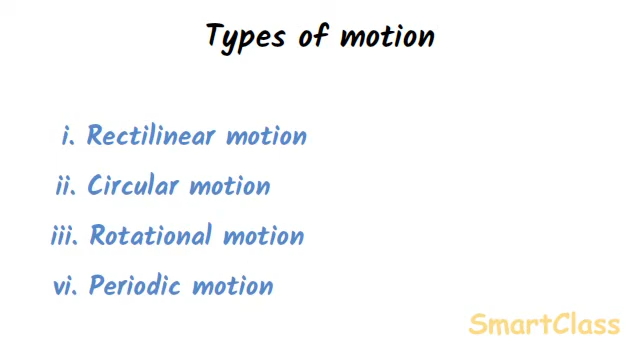 Types of motion
i. Rectilinear motion
ii. Circular motion
iii. Rotational motion
vi. Periodic motion
SmartClass